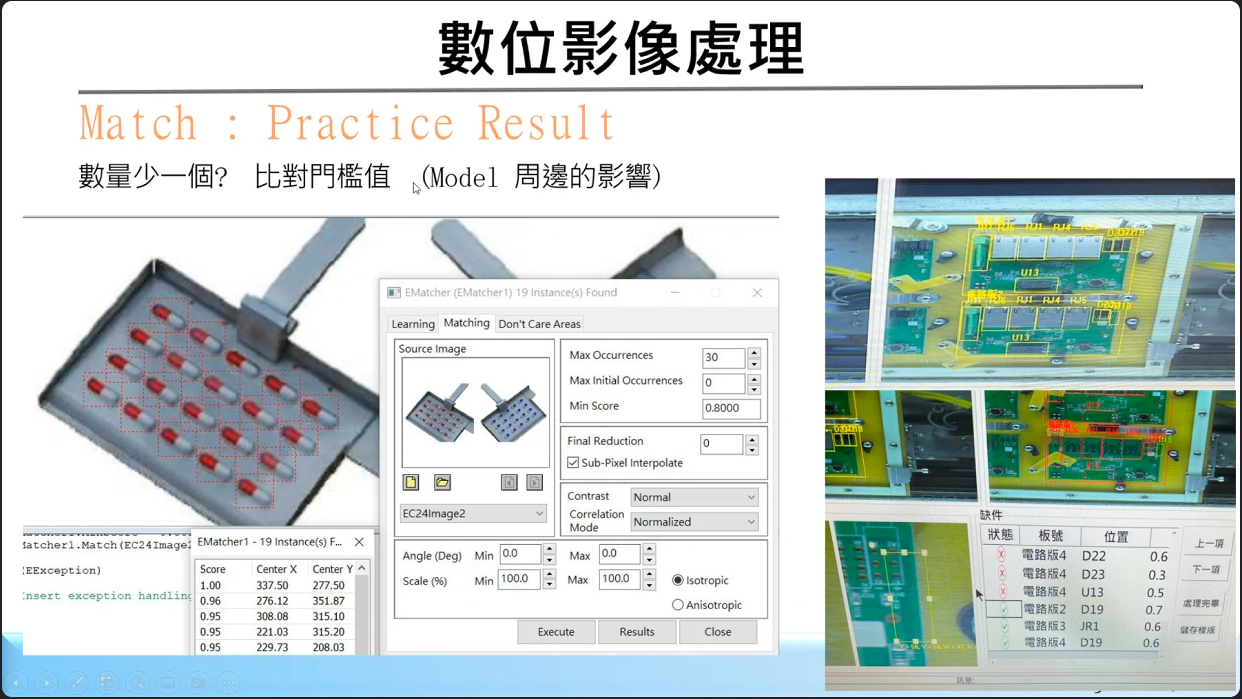 數位影像處理
Match : Practice Result
數量少一個? 比對門檻值 (Model 周邊的影響)
EMatcher (EMatcher1) 19 Instance(s) Found
Learning Matching Don't Care Areas
Source Image
EC24Image2
Max Occurrences 30
Max Initial Occurrences 0
Min Score 0.8000
Final Reduction 0
Sub-Pixel Interpolate
Contrast Normal
Correlation Mode Normalized
Angle (Deg) Min 0.0 Max 0.0
Scale (%) Min 100.0 Max 100.0
Isotropic
Anisotropic
Execute Results Close
Matcher1.Match(EC24Image2
(EException)
Insert exception handling
EMatcher1 - 19 Instance(s) F...
Score Center X Center Y
1.00 337.50 277.50
0.96 276.12 351.87
0.95 308.08 315.10
0.95 221.03 315.20
0.95 229.73 208.03
RJ1 RJ4
U13
RJ1 RJ4 RJ5
U13
缺件
狀態 板號 位置
電路版4 D22 0.6
電路版4 D23 0.3
電路版4 U13 0.5
電路版2 D19 0.7
電路版3 JR1 0.6
電路版4 D19 0.6
上一項
下一項
處理完畢
儲存樣版
訊息: